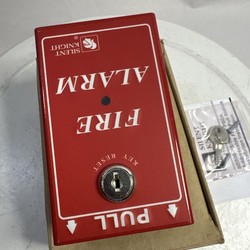 SILENT
KNIGHT
FIRE
ALARM
KEY RESET
PULL